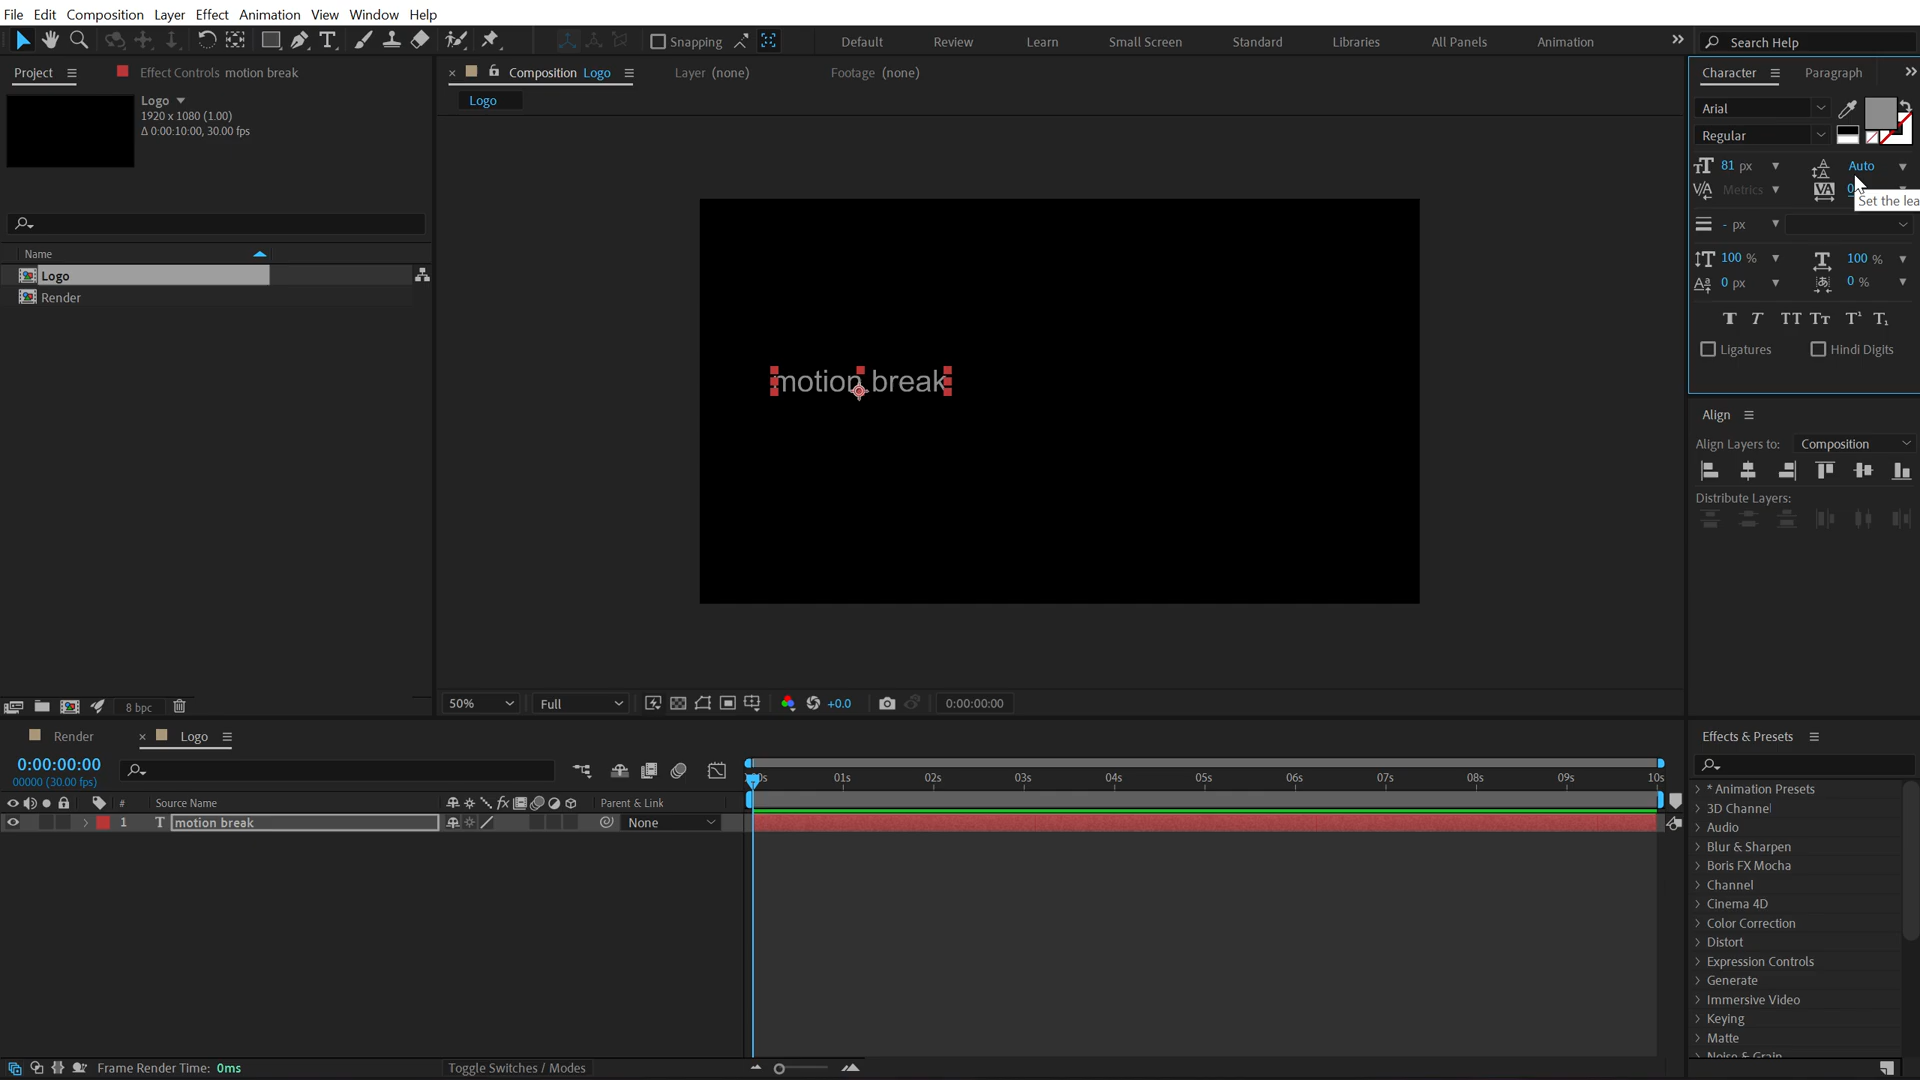 File Edit Composition Layer Effect Animation View Window Help
Snapping Default Review Learn Small Screen Standard Libraries All Panels Animation Search Help
Project Effect Controls motion break
Logo
1920 x 1080 (1.00)
Δ 0:00:10:00, 30.00 fps
Name
Logo
Render
8 bpc
Composition Logo Layer (none) Footage (none)
Logo
motion break
50% Full +0.0 0:00:00:00
Character Paragraph
Arial
Regular
81 px Auto
Metrics 0
Set the lea
- px
100 % 100 %
0 px 0 %
Ligatures Hindi Digits
Align
Align Layers to: Composition
Distribute Layers:
Render Logo
0:00:00:00
00000 (30.00 fps)
:00s 01s 02s 03s 04s 05s 06s 07s 08s 09s 10s
# Source Name Parent & Link
1 T motion break None
Frame Render Time: 0ms Toggle Switches / Modes
Effects & Presets
* Animation Presets
3D Channel
Audio
Blur & Sharpen
Boris FX Mocha
Channel
Cinema 4D
Color Correction
Distort
Expression Controls
Generate
Immersive Video
Keying
Matte
Noise & Grain